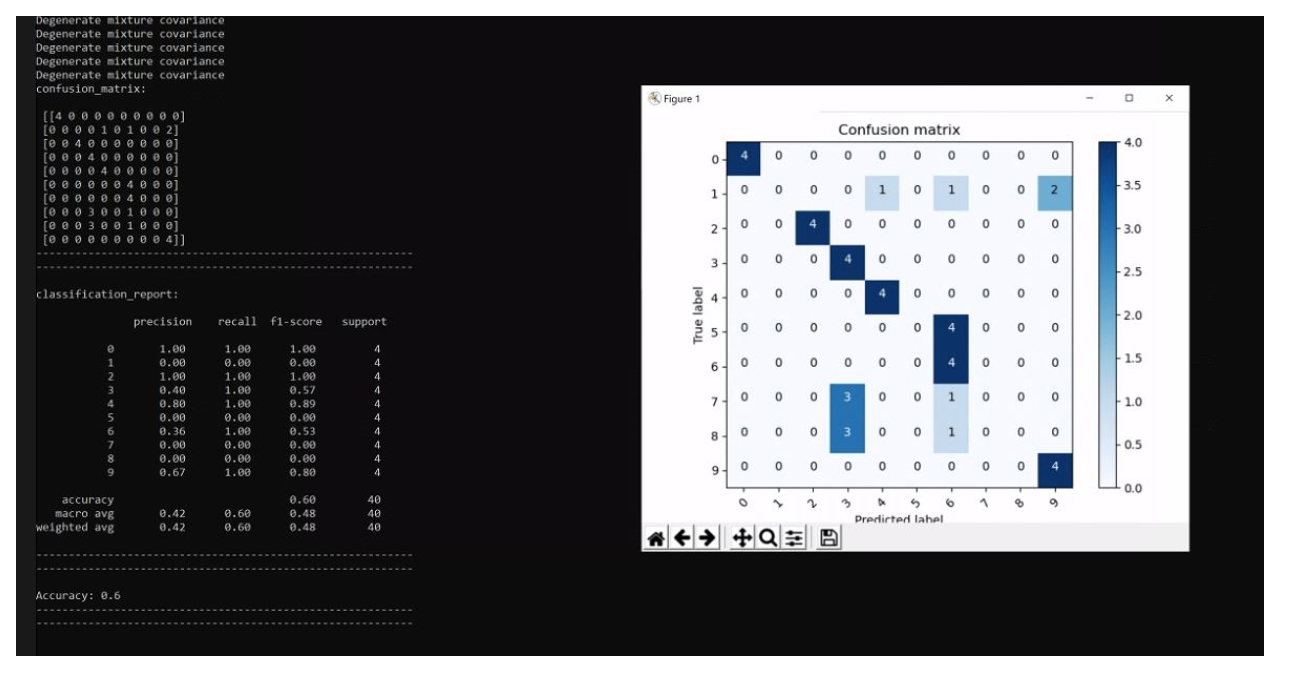 Degenerate mixture covariance
Degenerate mixture covariance
Degenerate mixture covariance
Degenerate mixture covariance
Degenerate mixture covariance
confusion_matrix:
[[4 0 0 0 0 0 0 0 0 0]
[0 0 0 0 1 0 1 0 0 2]
[0 0 4 0 0 0 0 0 0 0]
[0 0 0 4 0 0 0 0 0 0]
[0 0 0 0 4 0 0 0 0 0]
[0 0 0 0 0 0 4 0 0 0]
[0 0 0 0 0 0 4 0 0 0]
[0 0 0 3 0 0 1 0 0 0]
[0 0 0 3 0 0 1 0 0 0]
[0 0 0 0 0 0 0 0 0 4]]
--------------------------------------------------------
--------------------------------------------------------
classification_report:
precision recall f1-score support
0 1.00 1.00 1.00 4
1 0.00 0.00 0.00 4
2 1.00 1.00 1.00 4
3 0.40 1.00 0.57 4
4 0.80 1.00 0.89 4
5 0.00 0.00 0.00 4
6 0.36 1.00 0.53 4
7 0.00 0.00 0.00 4
8 0.00 0.00 0.00 4
9 0.67 1.00 0.80 4
accuracy 0.60 40
macro avg 0.42 0.60 0.48 40
weighted avg 0.42 0.60 0.48 40
--------------------------------------------------------
--------------------------------------------------------
Accuracy: 0.6
--------------------------------------------------------
--------------------------------------------------------
Figure 1
Confusion matrix
True label
0 4 0 0 0 0 0 0 0 0 0
1 0 0 0 0 1 0 1 0 0 2
2 0 0 4 0 0 0 0 0 0 0
3 0 0 0 4 0 0 0 0 0 0
4 0 0 0 0 4 0 0 0 0 0
5 0 0 0 0 0 0 4 0 0 0
6 0 0 0 0 0 0 4 0 0 0
7 0 0 0 3 0 0 1 0 0 0
8 0 0 0 3 0 0 1 0 0 0
9 0 0 0 0 0 0 0 0 0 4
0 1 2 3 4 5 6 7 8 9
Predicted label
4.0
3.5
3.0
2.5
2.0
1.5
1.0
0.5
0.0